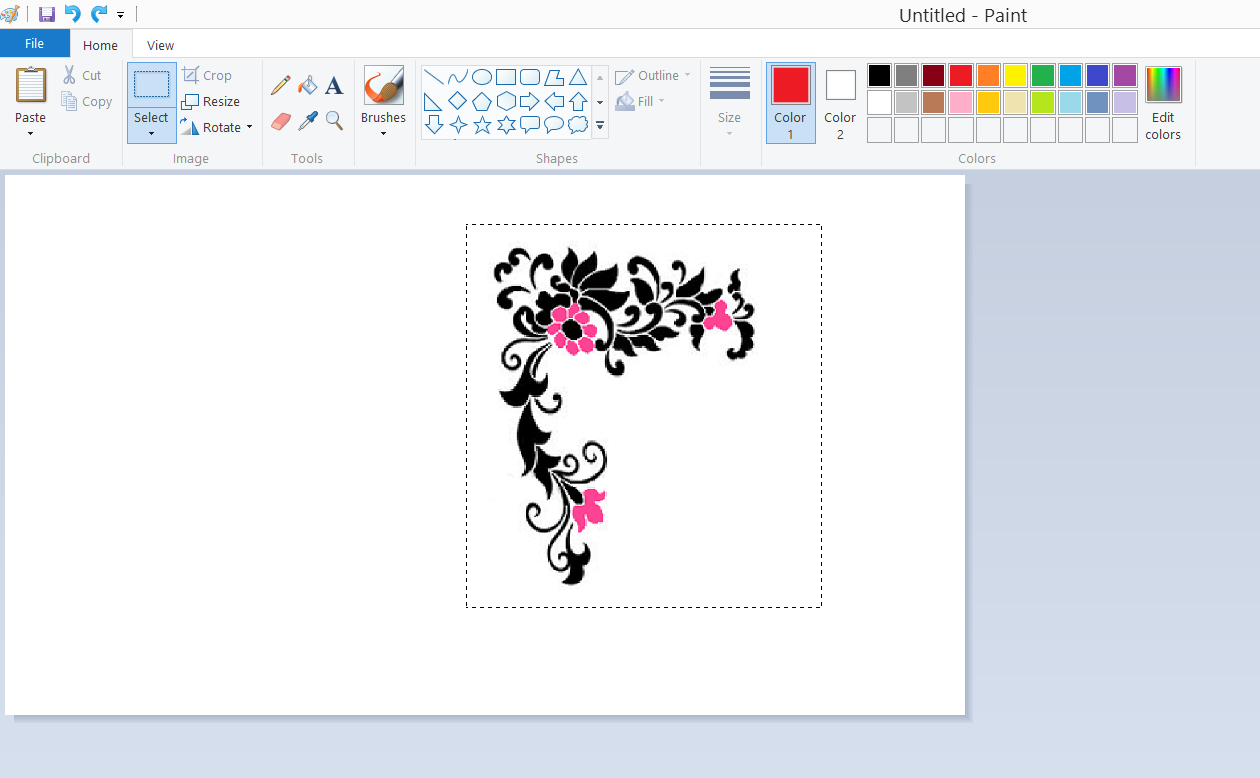 Untitled - Paint
File
Home
View
Paste
Cut
Copy
Clipboard
Select
Crop
Resize
Rotate
Image
A
Tools
Brushes
Outline
Fill
Shapes
Size
Color
1
Color
2
Edit
colors
Colors